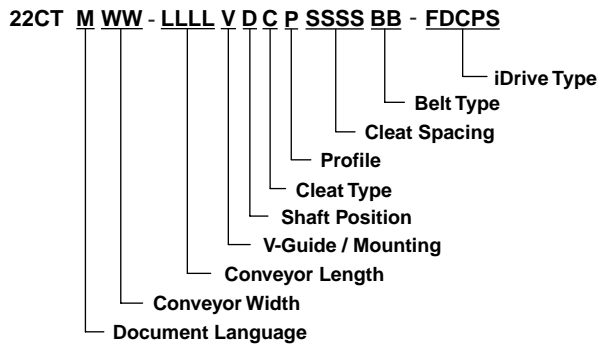 22CT M WW - LLLL V D C P SSSS BB - FDCPS
iDrive Type
Belt Type
Cleat Spacing
Profile
Cleat Type
Shaft Position
V-Guide / Mounting
Conveyor Length
Conveyor Width
Document Language